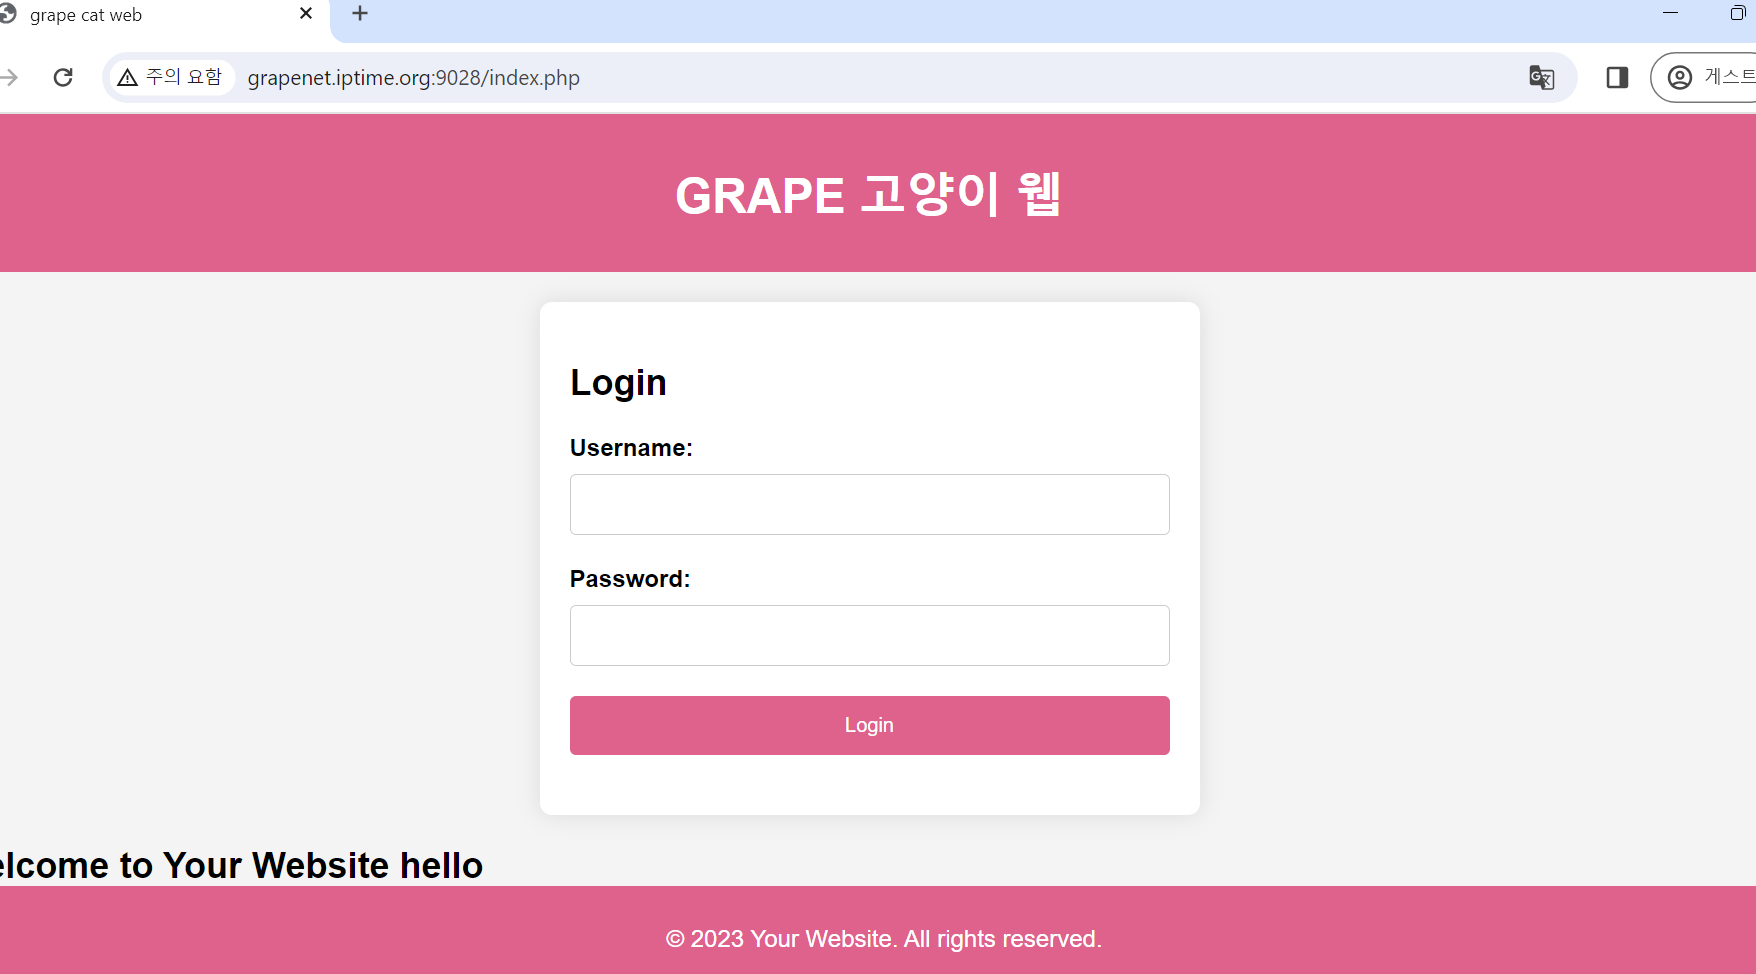 grape cat web
주의 요함 grapenet.iptime.org:9028/index.php
게스트
GRAPE 고양이 웹
Login
Username:
Password:
Login
elcome to Your Website hello
© 2023 Your Website. All rights reserved.